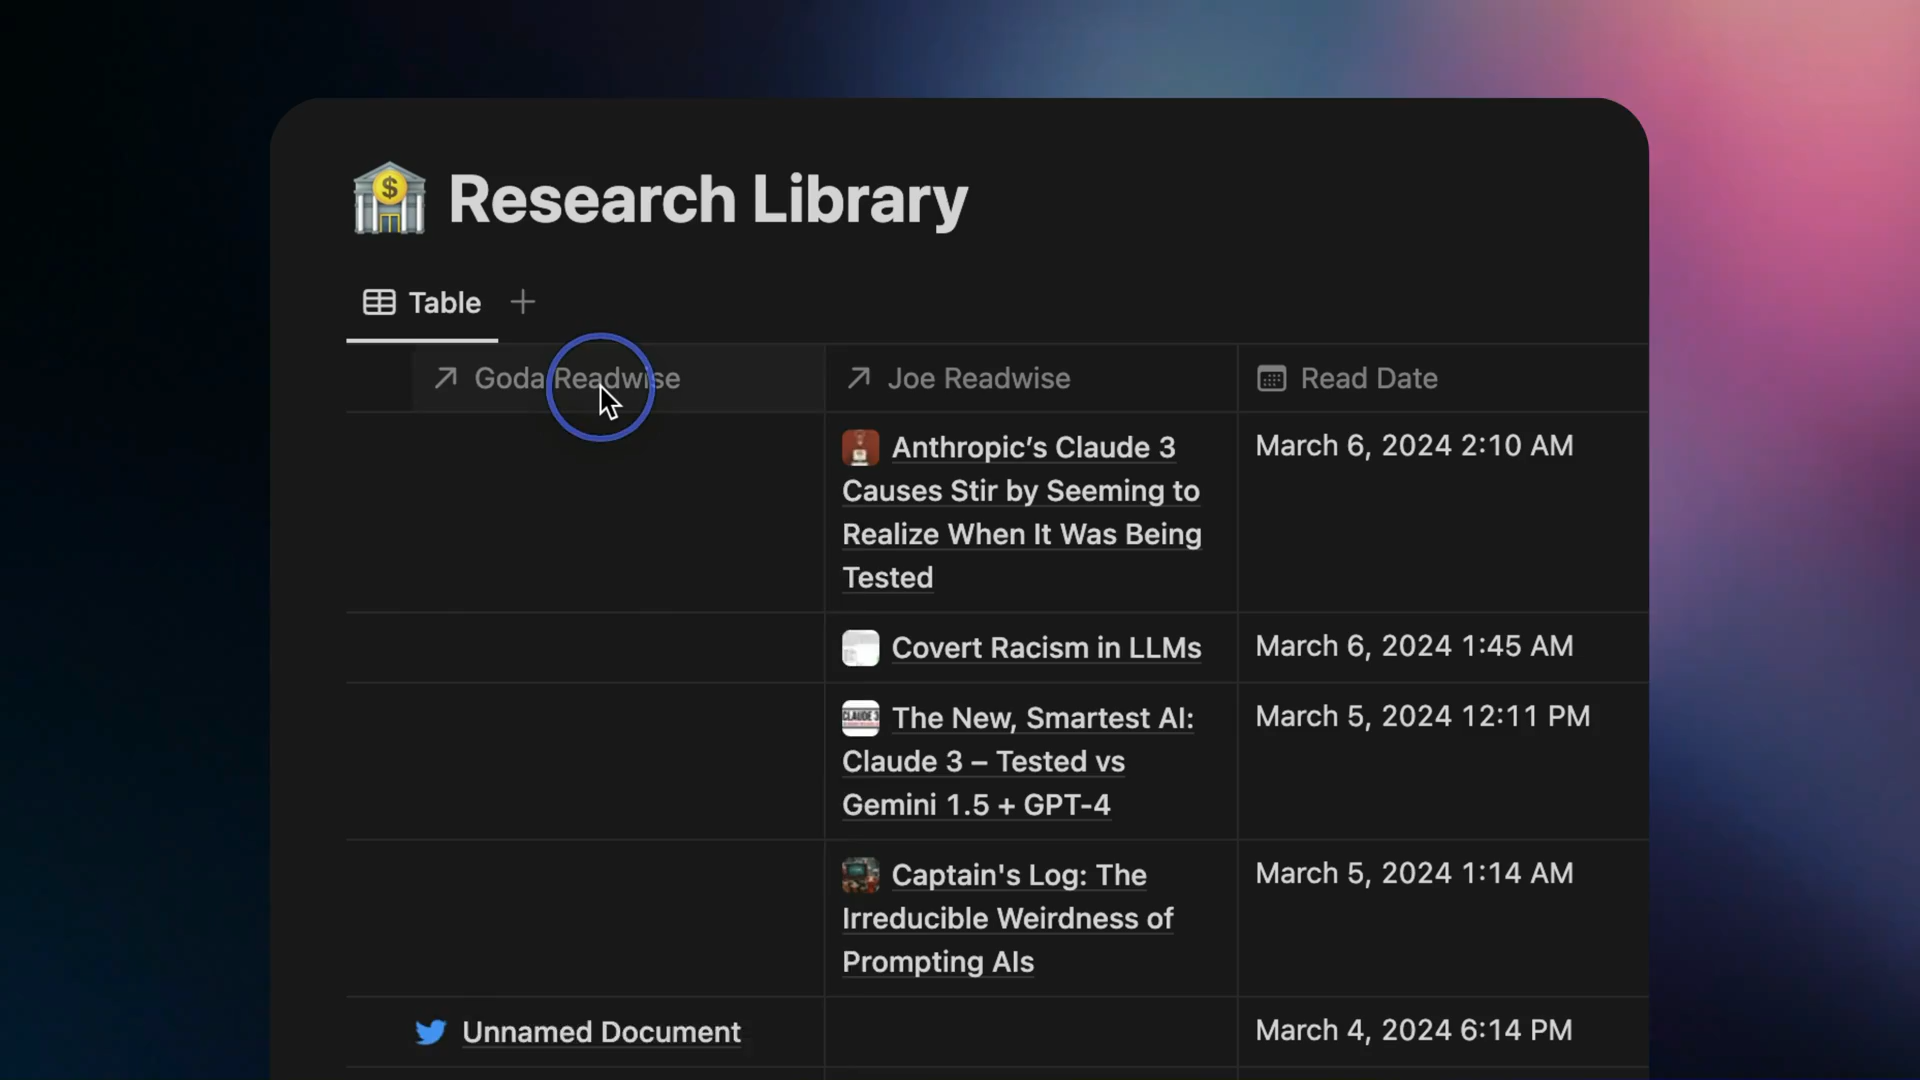 Research Library
Table
Goda Readwise
Joe Readwise
Read Date
Anthropic’s Claude 3
Causes Stir by Seeming to
Realize When It Was Being
Tested
March 6, 2024 2:10 AM
Covert Racism in LLMs
March 6, 2024 1:45 AM
CLAUDE 3
The New, Smartest AI:
Claude 3 – Tested vs
Gemini 1.5 + GPT-4
March 5, 2024 12:11 PM
Captain's Log: The
Irreducible Weirdness of
Prompting AIs
March 5, 2024 1:14 AM
Unnamed Document
March 4, 2024 6:14 PM